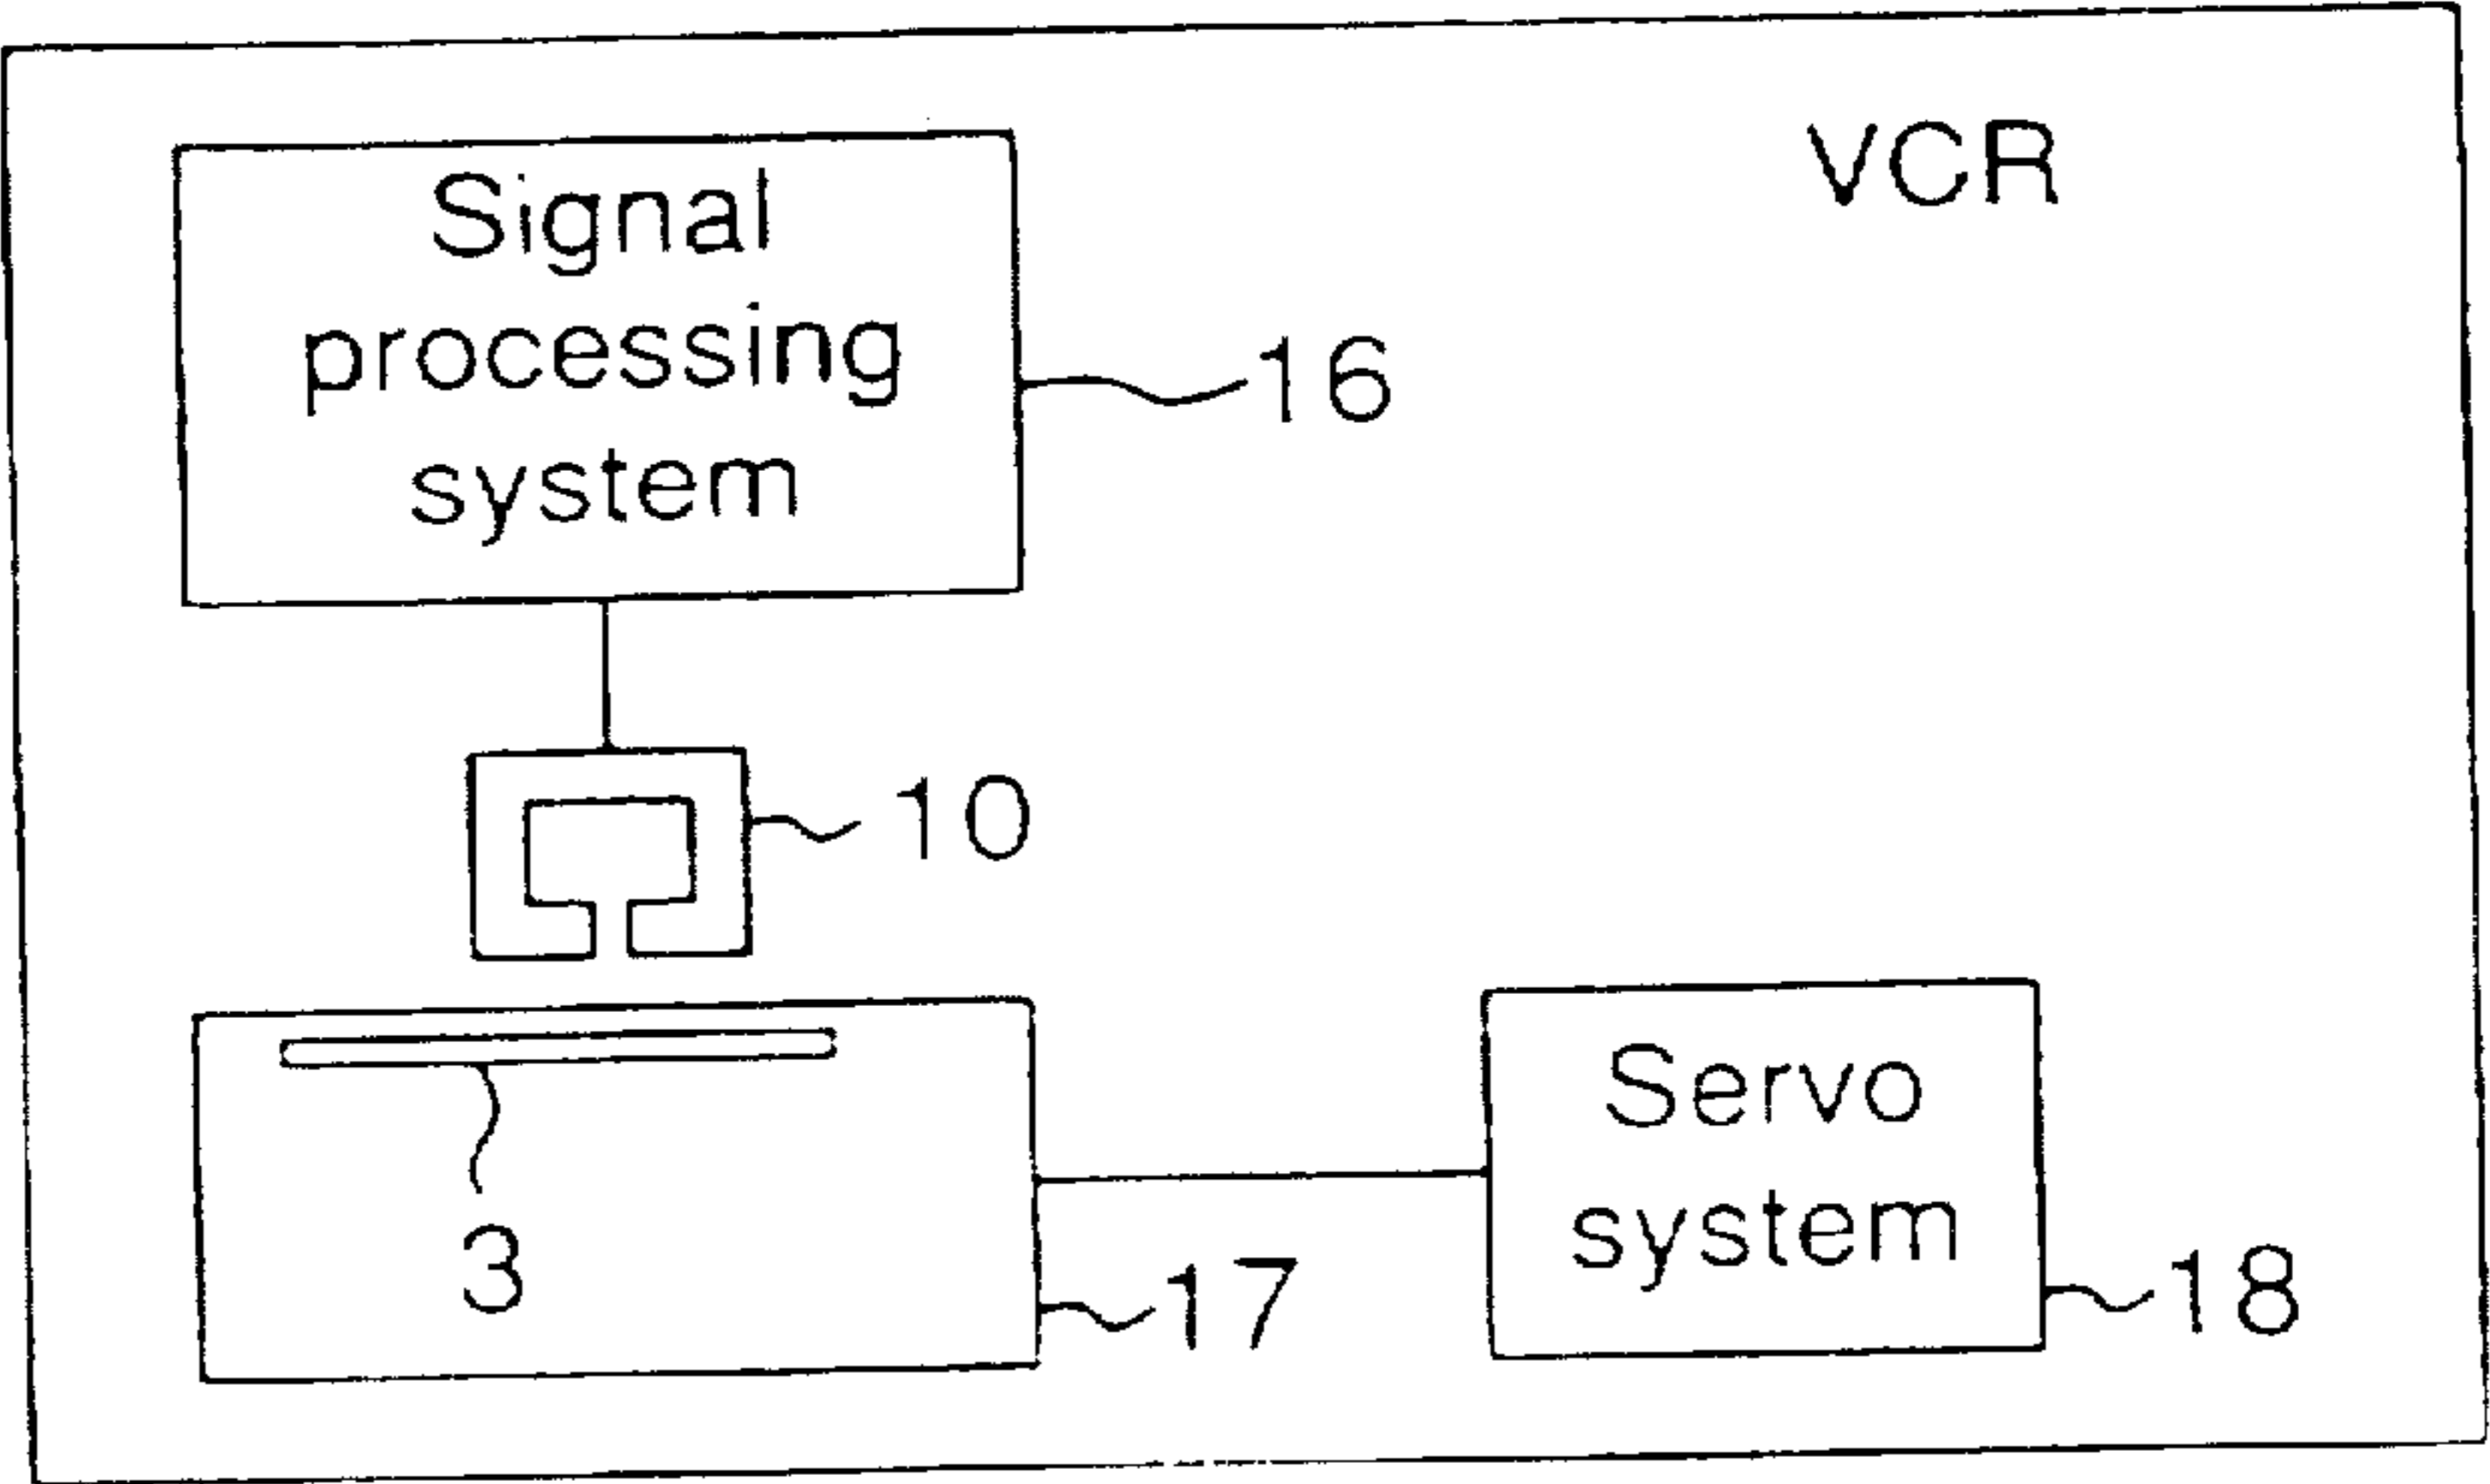 VCR
Signal
processing
system
16
10
3
17
Servo
system
18